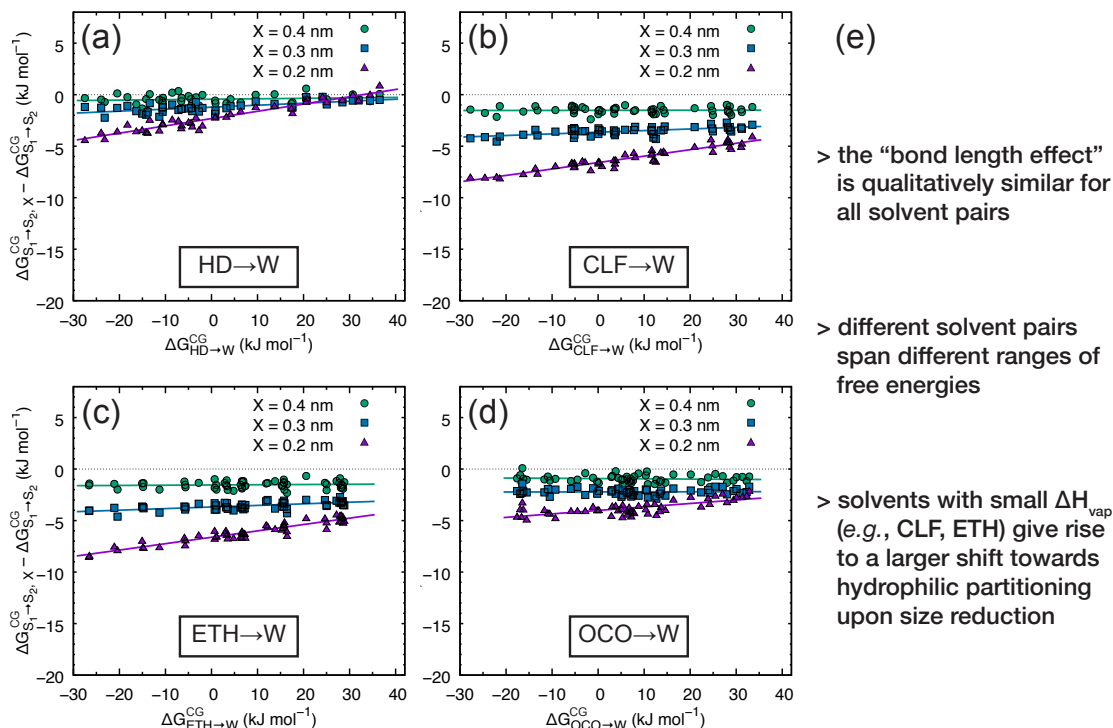 (a)
X = 0.4 nm
X = 0.3 nm
X = 0.2 nm
5
0
−5
−10
−15
−20
−30 −20 −10 0 10 20 30 40
ΔG^CG_S₁→S₂, X − ΔG^CG_S₁→S₂ (kJ mol⁻¹)
HD→W
ΔG^CG_HD→W (kJ mol⁻¹)
(b)
X = 0.4 nm
X = 0.3 nm
X = 0.2 nm
5
0
−5
−10
−15
−20
−30 −20 −10 0 10 20 30 40
CLF→W
ΔG^CG_CLF→W (kJ mol⁻¹)
(c)
X = 0.4 nm
X = 0.3 nm
X = 0.2 nm
5
0
−5
−10
−15
−20
−30 −20 −10 0 10 20 30 40
ΔG^CG_S₁→S₂, X − ΔG^CG_S₁→S₂ (kJ mol⁻¹)
ETH→W
ΔG^CG_ETH→W (kJ mol⁻¹)
(d)
X = 0.4 nm
X = 0.3 nm
X = 0.2 nm
5
0
−5
−10
−15
−20
−30 −20 −10 0 10 20 30 40
OCO→W
ΔG^CG_OCO→W (kJ mol⁻¹)
(e)
> the “bond length effect”
is qualitatively similar for
all solvent pairs
> different solvent pairs
span different ranges of
free energies
> solvents with small ΔH_vap
(e.g., CLF, ETH) give rise
to a larger shift towards
hydrophilic partitioning
upon size reduction